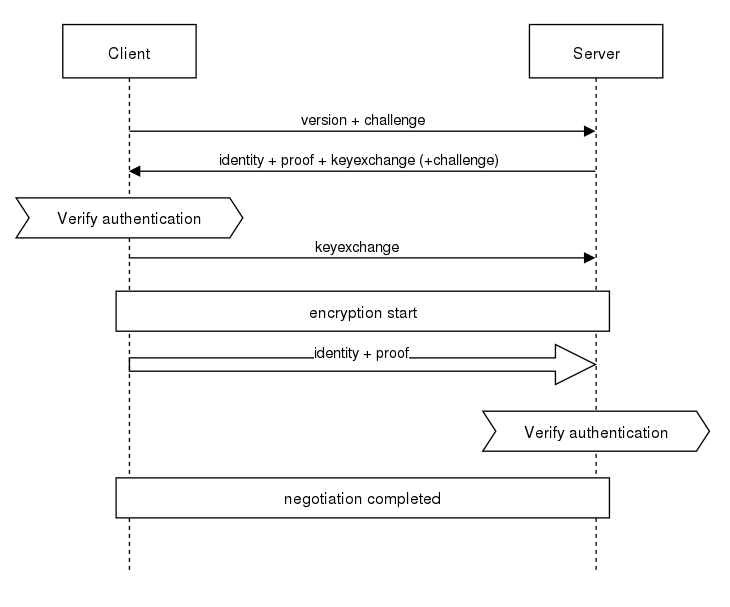 Client
Server
version + challenge
identity + proof + keyexchange (+challenge)
Verify authentication
keyexchange
encryption start
identity + proof
Verify authentication
negotiation completed